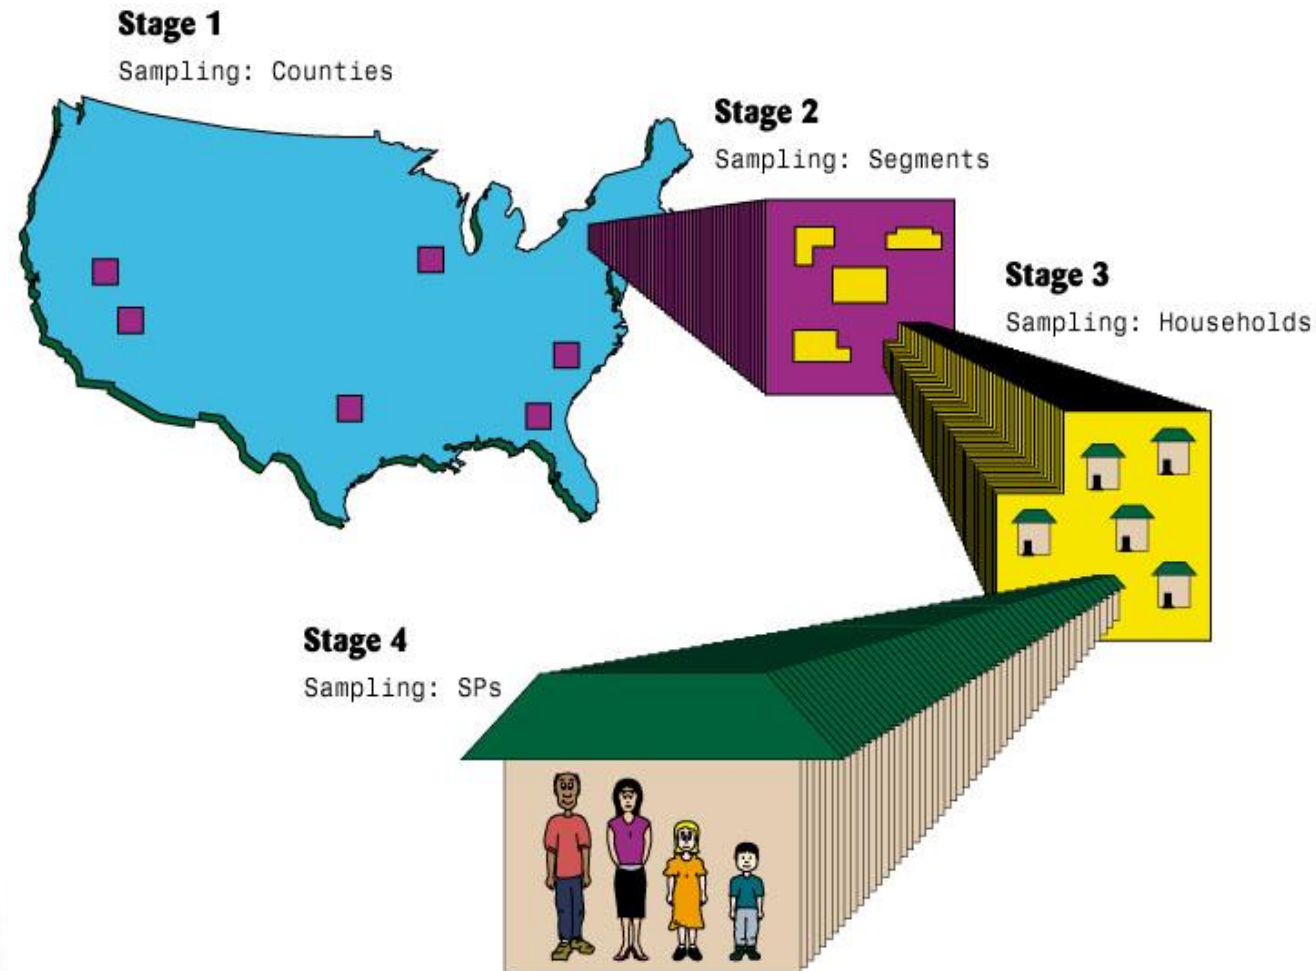 Stage 1
Sampling: Counties
Stage 2
Sampling: Segments
Stage 3
Sampling: Households
Stage 4
Sampling: SPs